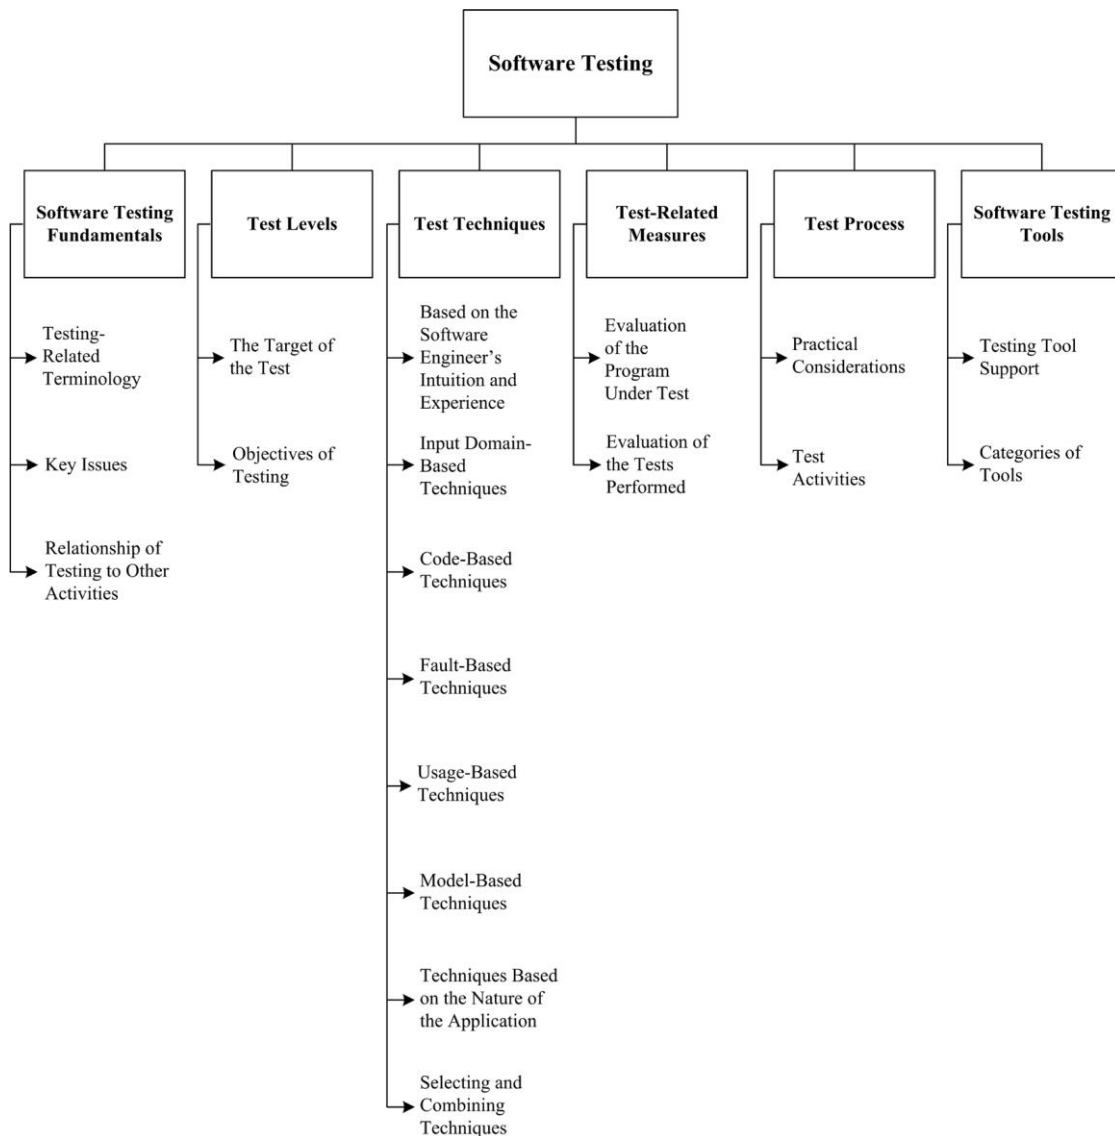 Software Testing
Software Testing
Fundamentals
Test Levels
Test Techniques
Test-Related
Measures
Test Process
Software Testing
Tools
Testing-
Related
Terminology
Key Issues
Relationship of
Testing to Other
Activities
The Target of
the Test
Objectives of
Testing
Based on the
Software
Engineer’s
Intuition and
Experience
Input Domain-
Based
Techniques
Code-Based
Techniques
Fault-Based
Techniques
Usage-Based
Techniques
Model-Based
Techniques
Techniques Based
on the Nature of
the Application
Selecting and
Combining
Techniques
Evaluation
of the
Program
Under Test
Evaluation of
the Tests
Performed
Practical
Considerations
Test
Activities
Testing Tool
Support
Categories of
Tools